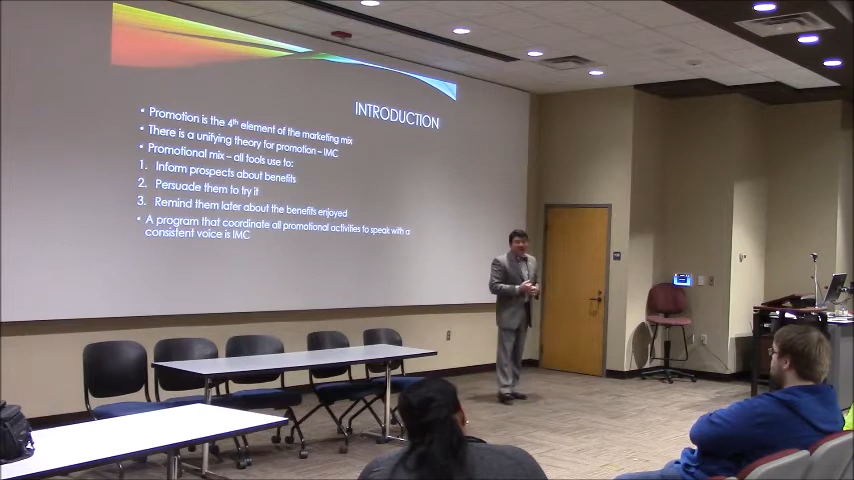 INTRODUCTION
• Promotion is the 4th element of the marketing mix
• There is a unifying theory for promotion – IMC
• Promotional mix – all tools use to:
1. Inform prospects about benefits
2. Persuade them to try it
3. Remind them later about the benefits enjoyed
• A program that coordinate all promotional activities to speak with a
consistent voice is IMC